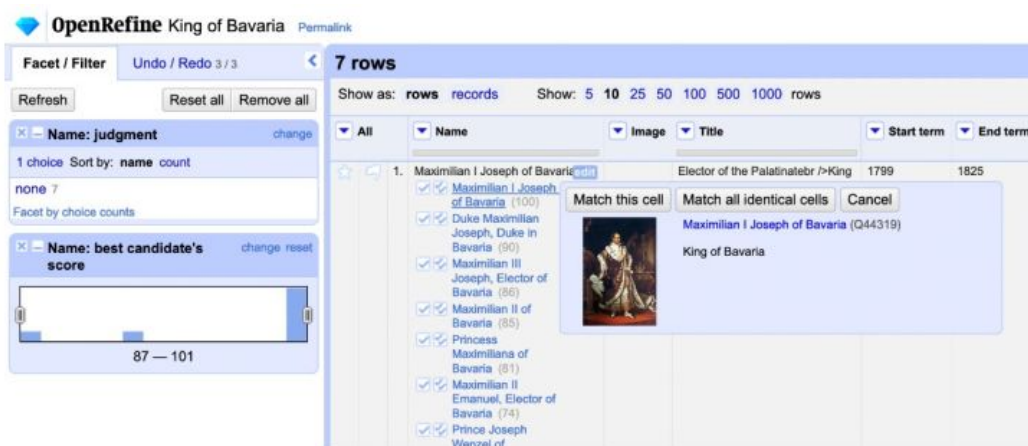 OpenRefine King of Bavaria Permalink
Facet / Filter Undo / Redo 3 / 3
Refresh Reset all Remove all
Name: judgment change
1 choice Sort by: name count
none 7
Facet by choice counts
Name: best candidate's score change reset
87 — 101
7 rows
Show as: rows records Show: 5 10 25 50 100 500 1000 rows
All Name Image Title Start term End term
1. Maximilian I Joseph of Bavaria edit Elector of the Palatinatebr />King 1799 1825
Maximilian I Joseph
of Bavaria (100)
Duke Maximilian
Joseph, Duke in
Bavaria (90)
Maximilian III
Joseph, Elector of
Bavaria (86)
Maximilian II of
Bavaria (85)
Princess
Maximiliana of
Bavaria (81)
Maximilian II
Emanuel, Elector of
Bavaria (74)
Prince Joseph
Wenzel of
Match this cell Match all identical cells Cancel
Maximilian I Joseph of Bavaria (Q44319)
King of Bavaria